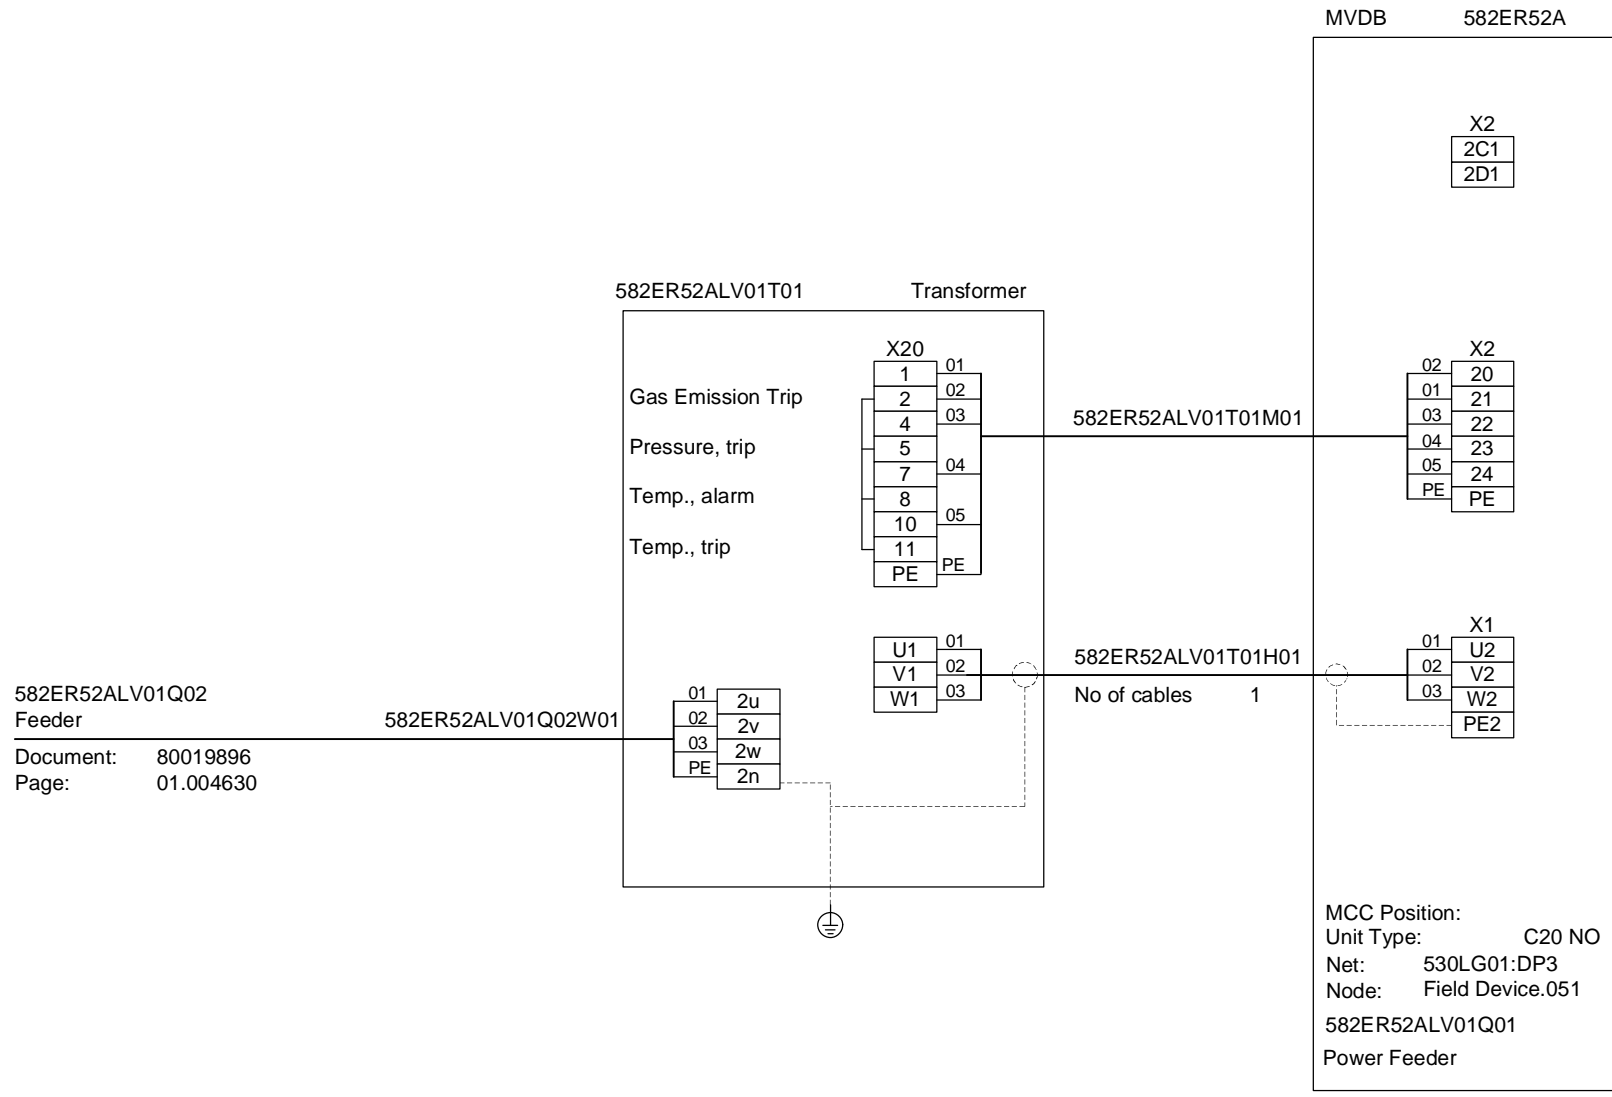 MVDB 582ER52A
X2
2C1
2D1
582ER52ALV01T01 Transformer
X20
1 01
Gas Emission Trip 2 02
4 03
Pressure, trip 5
7 04
Temp., alarm 8
10 05
Temp., trip 11
PE PE
582ER52ALV01T01M01
X2
02 20
01 21
03 22
04 23
05 24
PE PE
U1 01
V1 02
W1 03
582ER52ALV01T01H01
No of cables 1
X1
01 U2
02 V2
03 W2
PE2
582ER52ALV01Q02
Feeder
582ER52ALV01Q02W01
Document: 80019896
Page: 01.004630
01 2u
02 2v
03 2w
PE 2n
MCC Position:
Unit Type: C20 NO
Net: 530LG01:DP3
Node: Field Device.051
582ER52ALV01Q01
Power Feeder